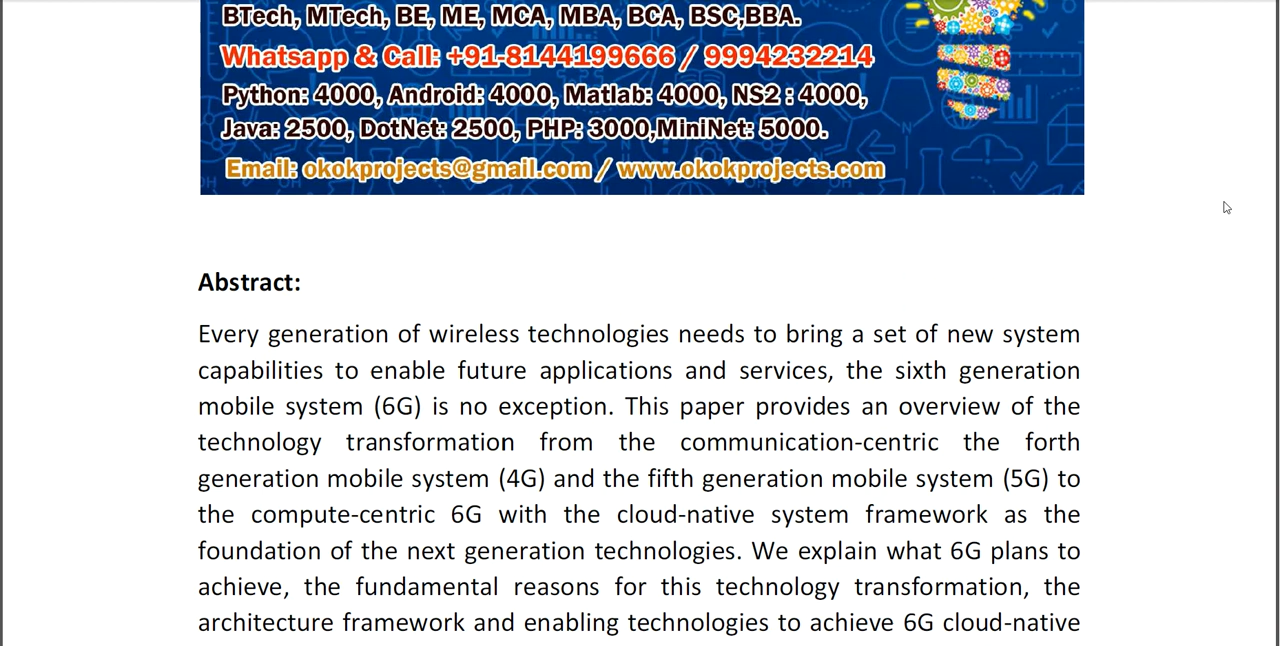 BTech, MTech, BE, ME, MCA, MBA, BCA, BSC,BBA.
Whatsapp & Call: +91-8144199666 / 9994232214
Python: 4000, Android: 4000, Matlab: 4000, NS2 : 4000,
Java: 2500, DotNet: 2500, PHP: 3000,MiniNet: 5000.
Email: okokprojects@gmail.com / www.okokprojects.com
Abstract:
Every generation of wireless technologies needs to bring a set of new system
capabilities to enable future applications and services, the sixth generation
mobile system (6G) is no exception. This paper provides an overview of the
technology transformation from the communication-centric the forth
generation mobile system (4G) and the fifth generation mobile system (5G) to
the compute-centric 6G with the cloud-native system framework as the
foundation of the next generation technologies. We explain what 6G plans to
achieve, the fundamental reasons for this technology transformation, the
architecture framework and enabling technologies to achieve 6G cloud-native